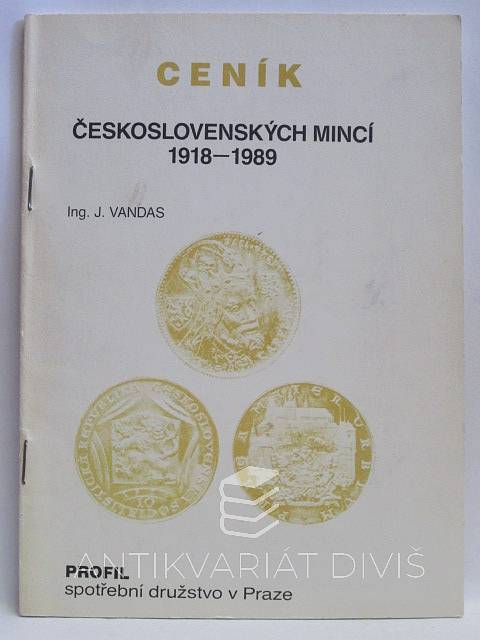 CENÍK
ČESKOSLOVENSKÝCH MINCÍ
1918—1989
Ing. J. VANDAS
ANTIKVARIÁT DIVIŠ
PROFIL
spotřební družstvo v Praze